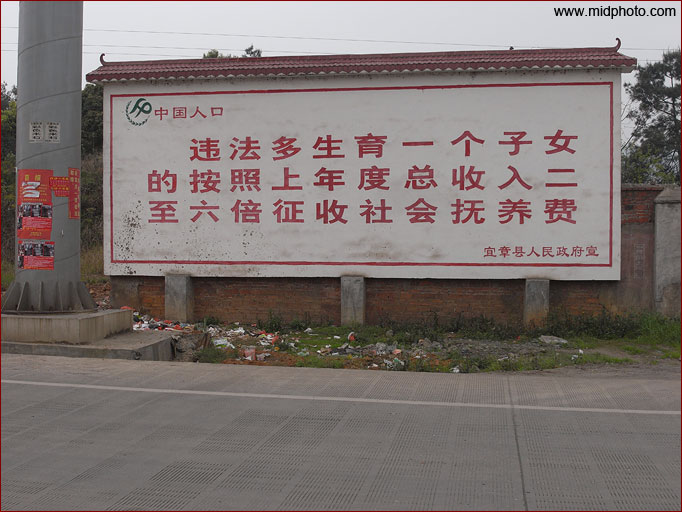 www.midphoto.com
中国人口
违法多生育一个子女
的按照上年度总收入二
至六倍征收社会抚养费
宜章县人民政府宣